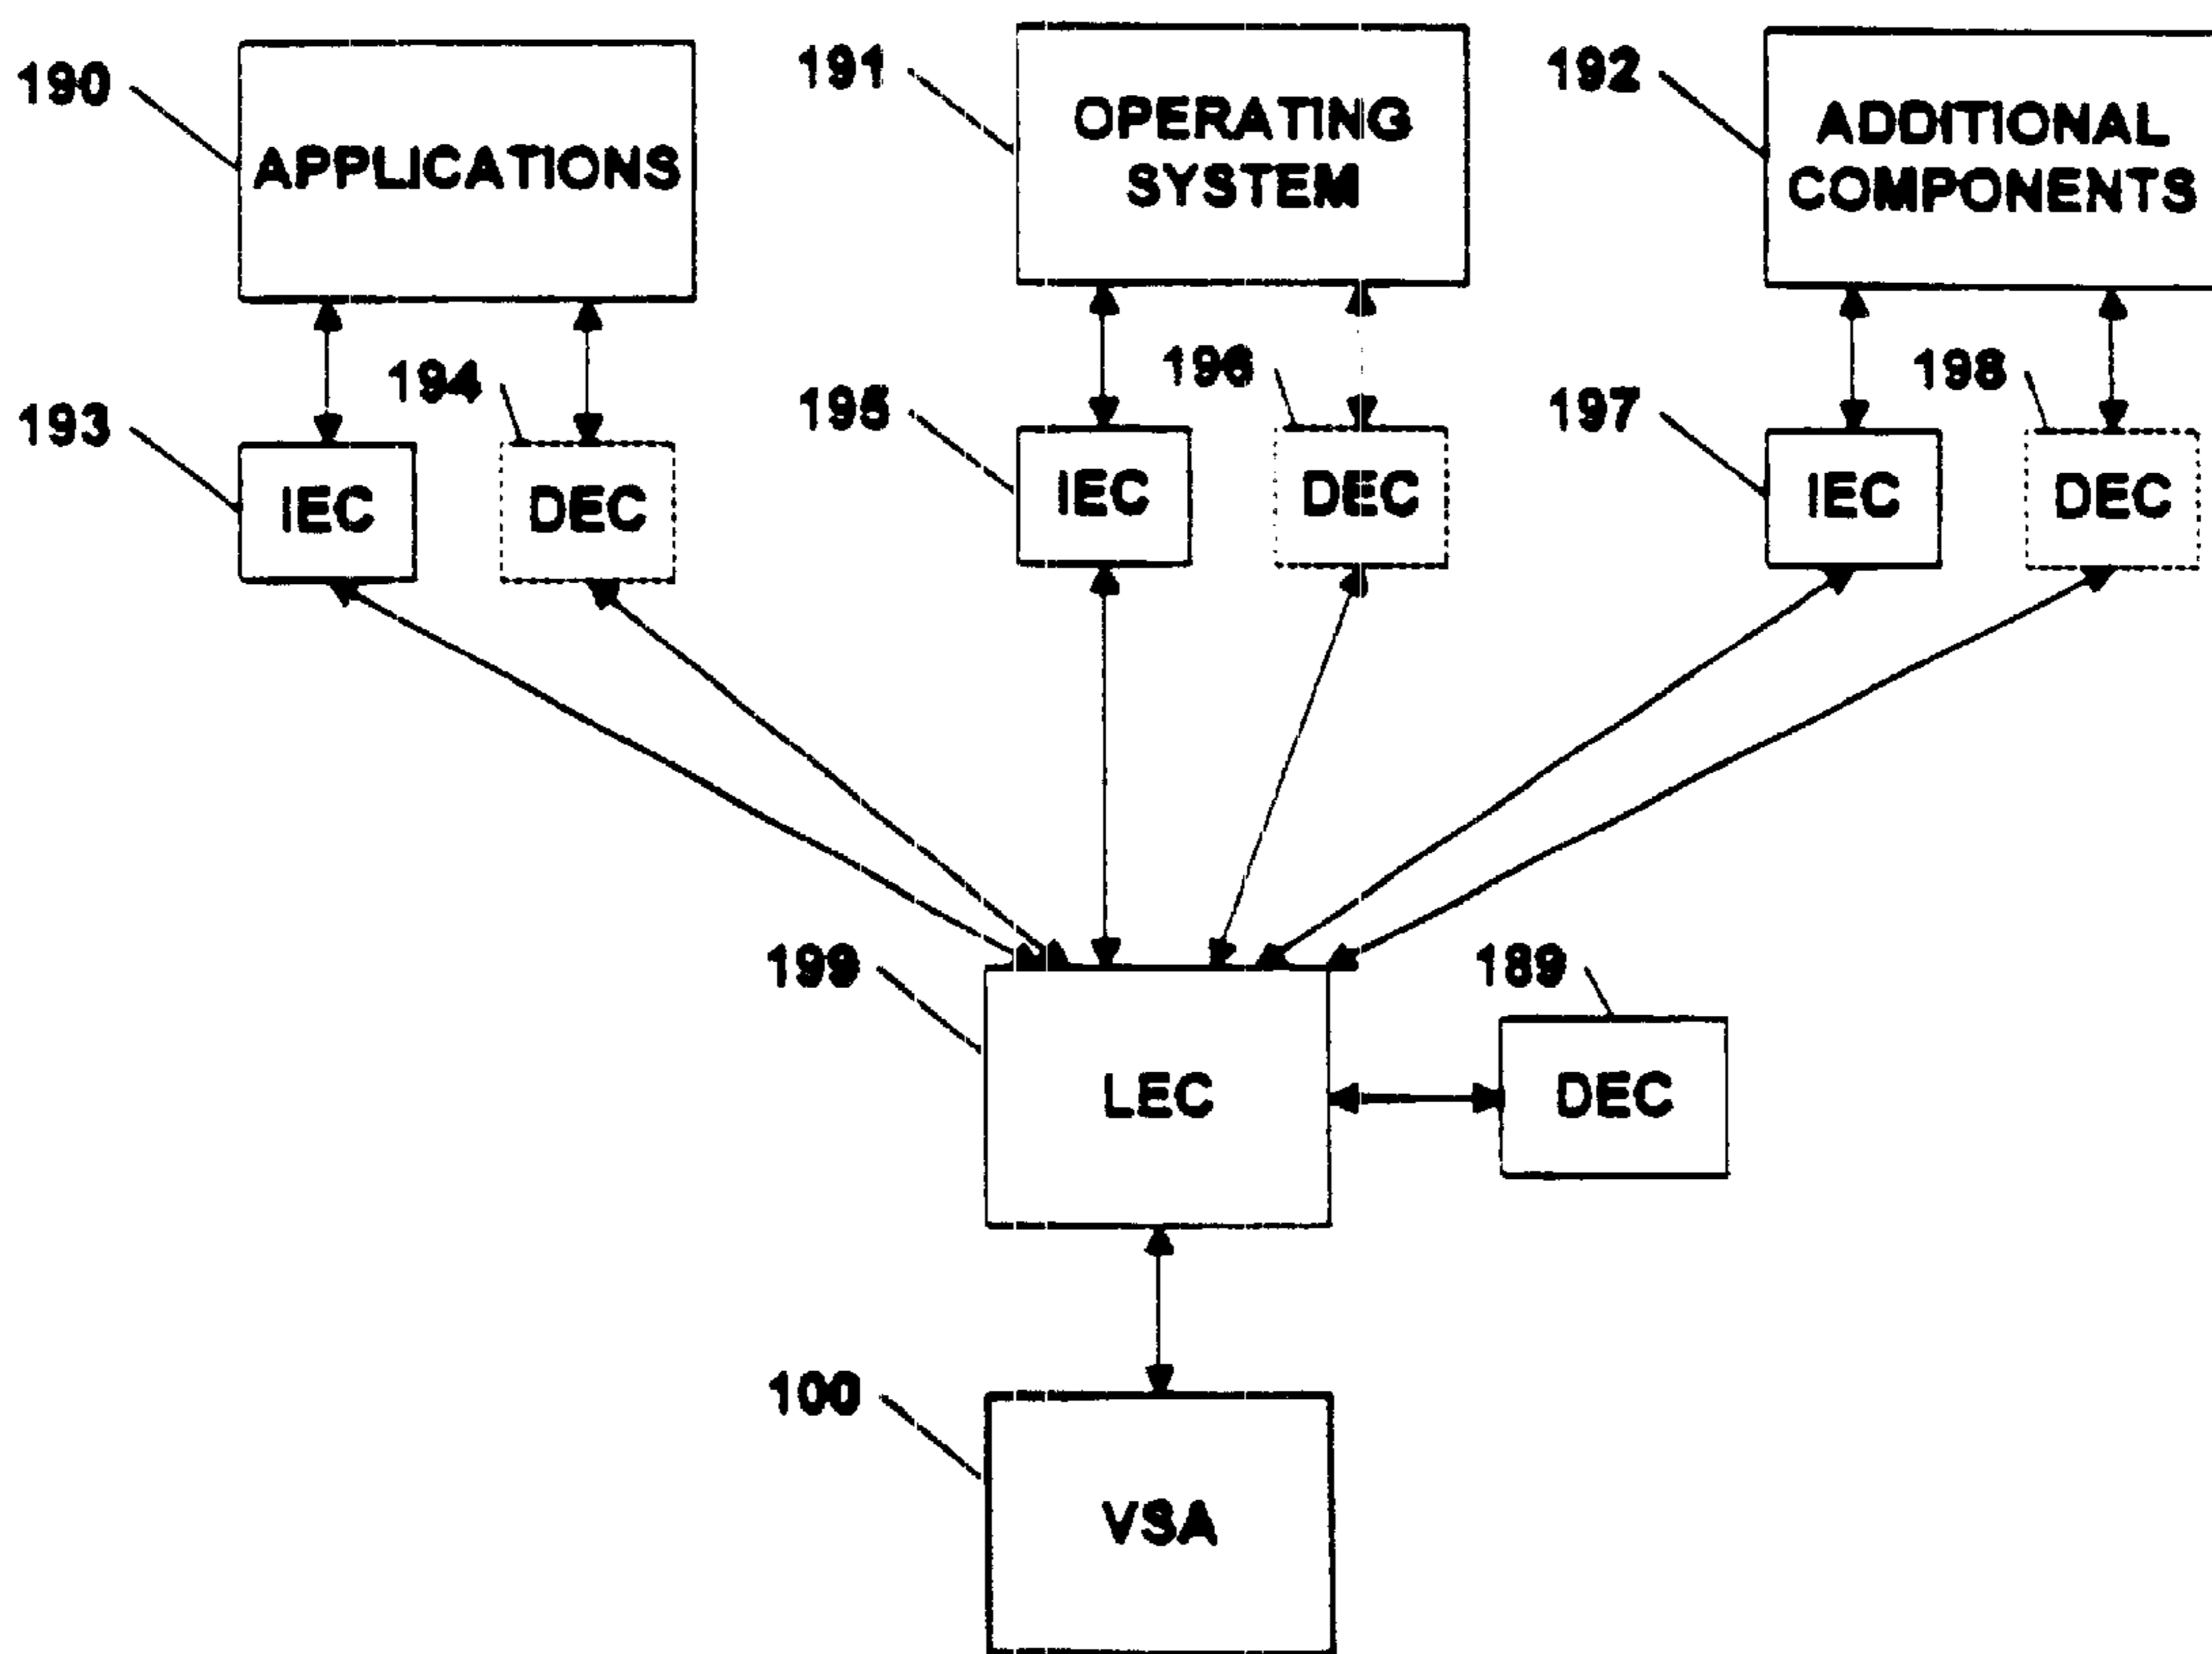 190
APPLICATIONS
191
OPERATING
SYSTEM
192
ADDITIONAL
COMPONENTS
193
IEC
194
DEC
195
IEC
196
DEC
197
IEC
198
DEC
199
LEC
189
DEC
100
VSA